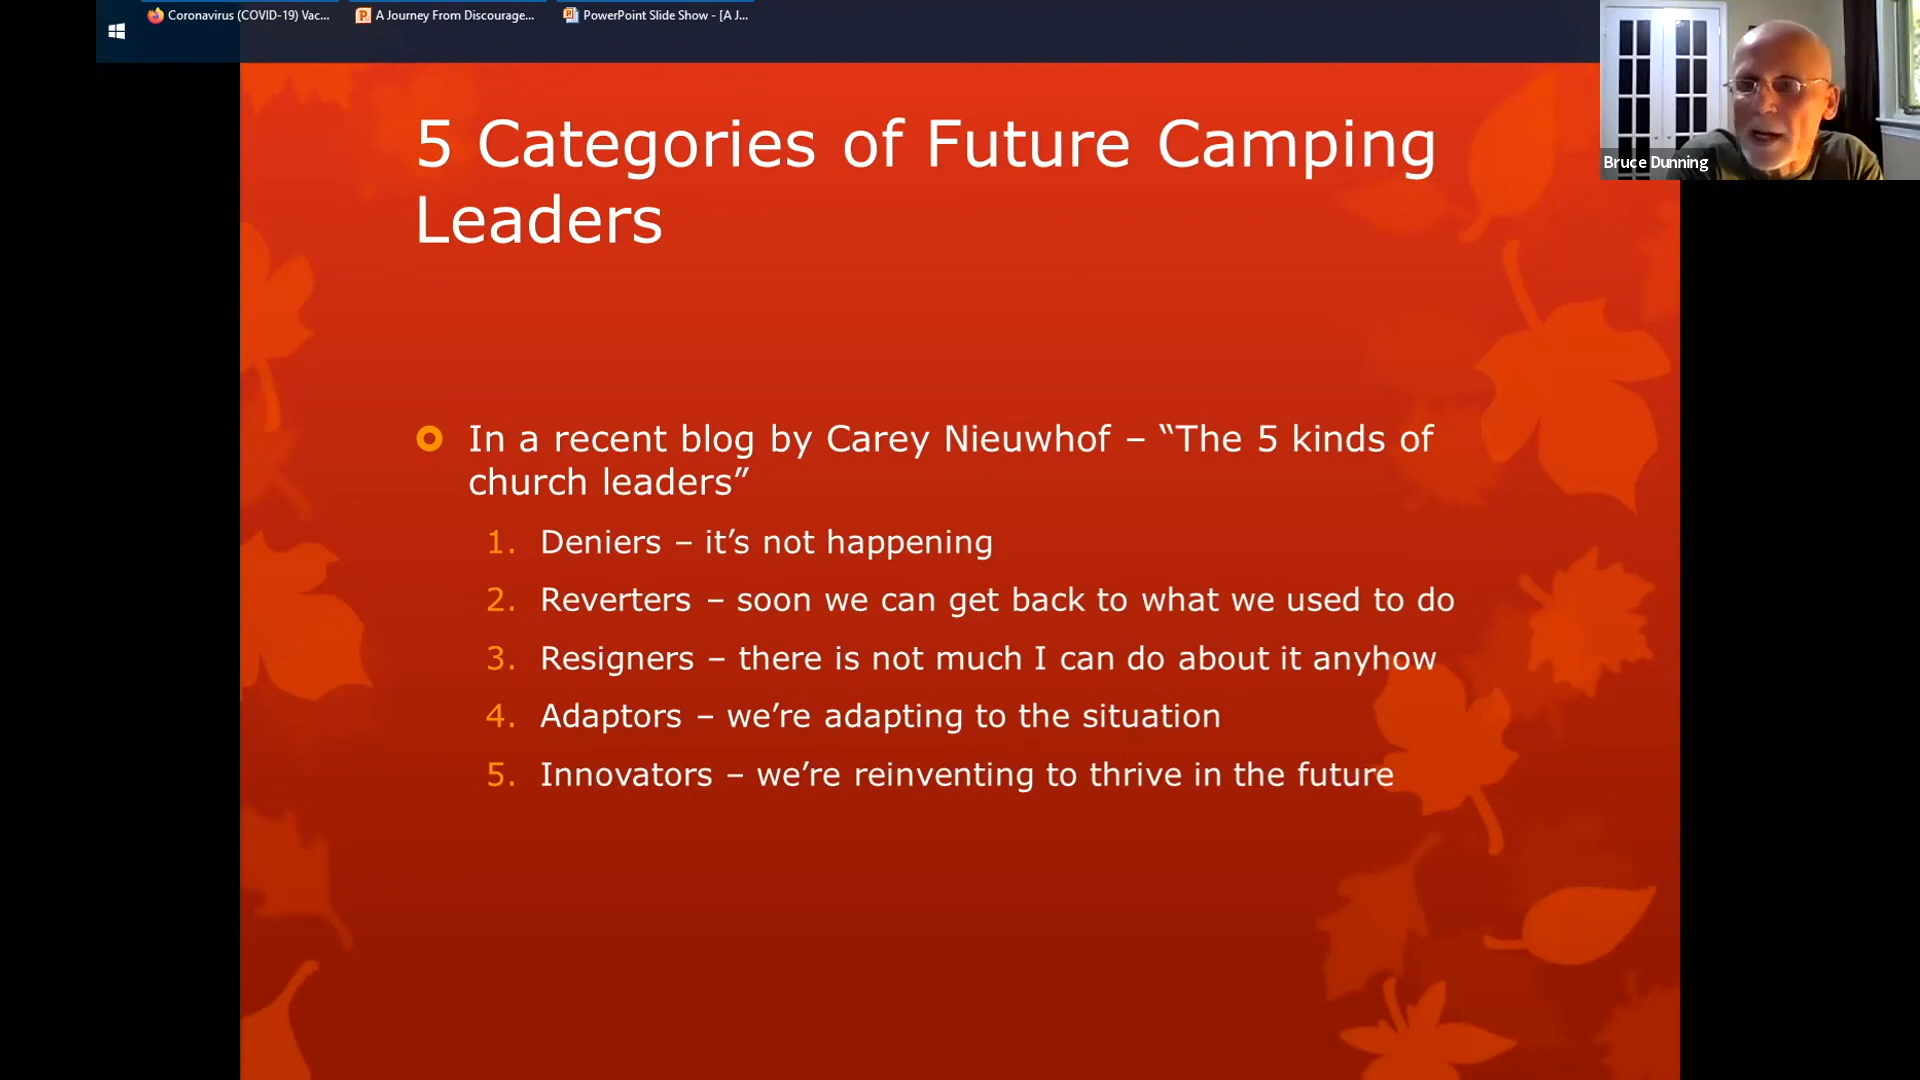 Coronavirus (COVID-19) Vac...
A Journey From Discourage...
PowerPoint Slide Show - [A J...
Bruce Dunning
5 Categories of Future Camping
Leaders
In a recent blog by Carey Nieuwhof – “The 5 kinds of
church leaders”
1. Deniers – it’s not happening
2. Reverters – soon we can get back to what we used to do
3. Resigners – there is not much I can do about it anyhow
4. Adaptors – we’re adapting to the situation
5. Innovators – we’re reinventing to thrive in the future